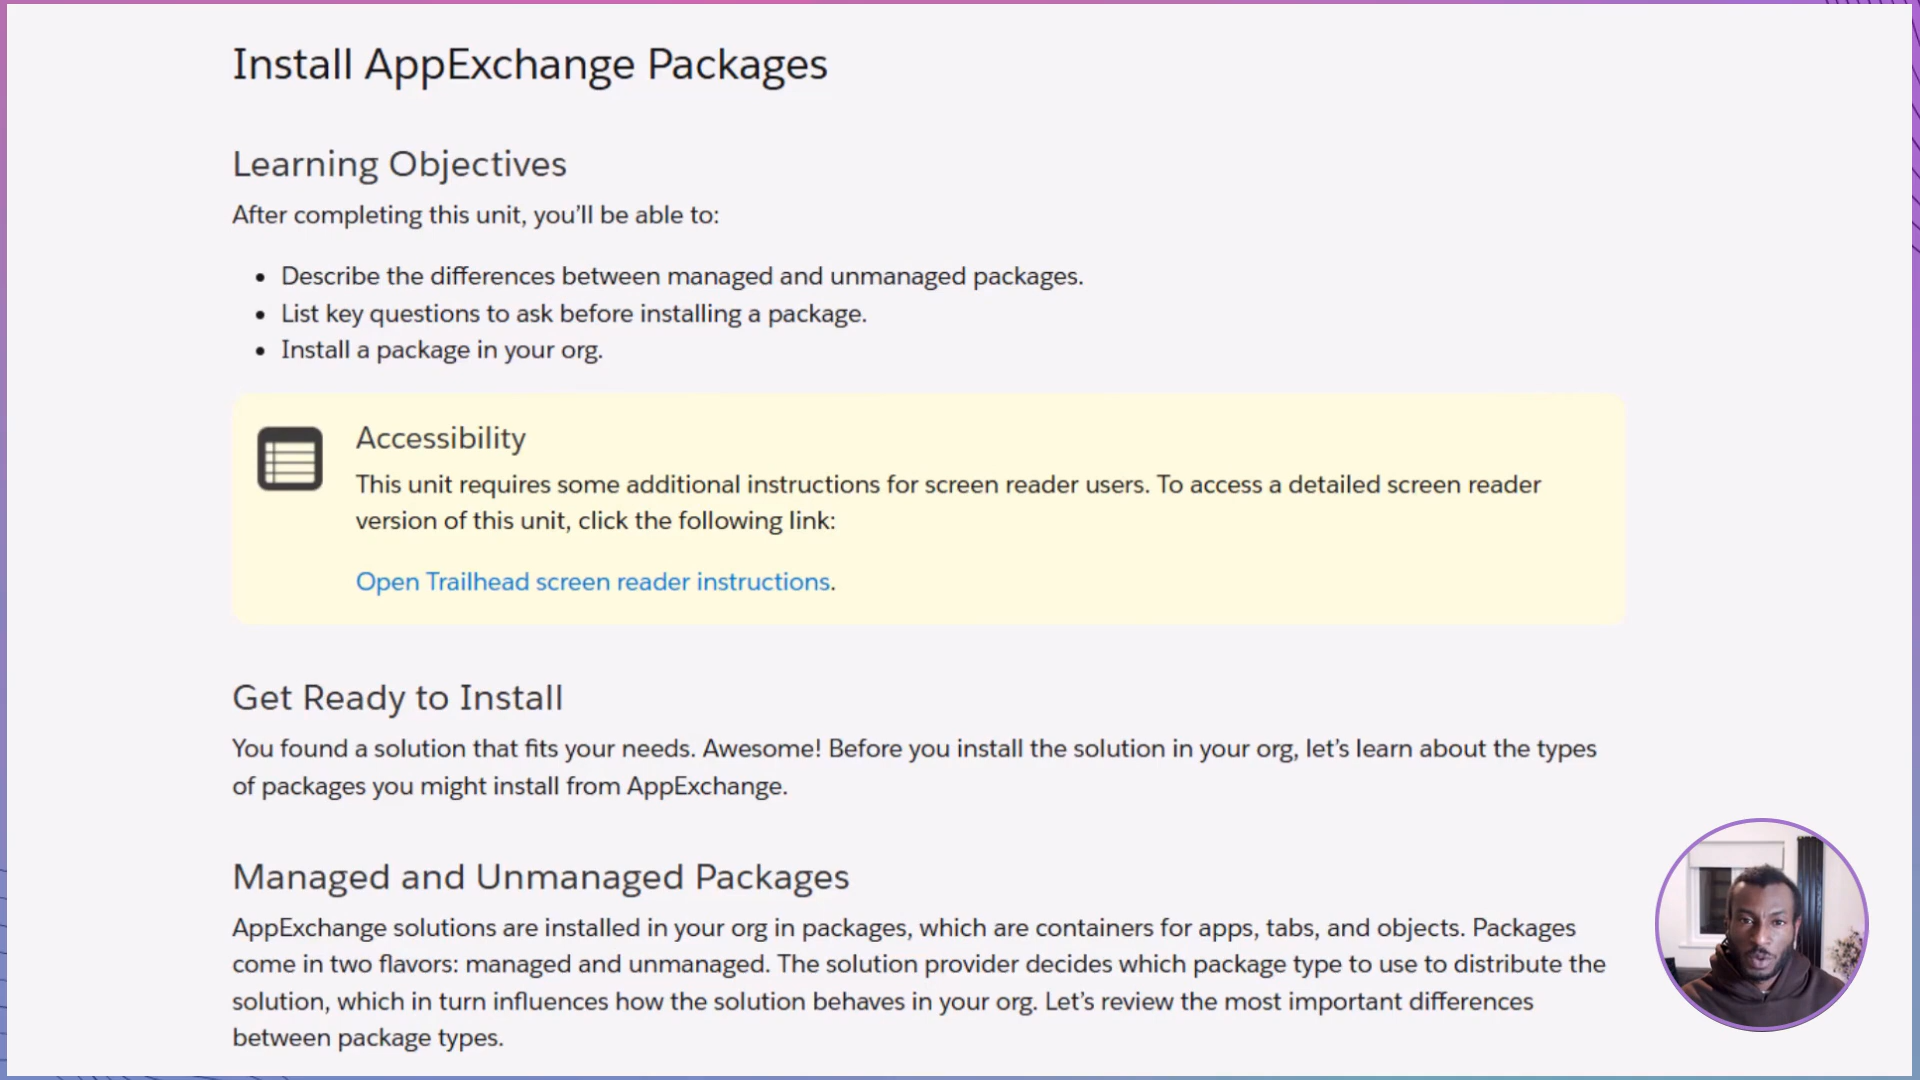 Install AppExchange Packages
Learning Objectives
After completing this unit, you’ll be able to:
• Describe the differences between managed and unmanaged packages.
• List key questions to ask before installing a package.
• Install a package in your org.
Accessibility
This unit requires some additional instructions for screen reader users. To access a detailed screen reader
version of this unit, click the following link:
Open Trailhead screen reader instructions.
Get Ready to Install
You found a solution that fits your needs. Awesome! Before you install the solution in your org, let’s learn about the types
of packages you might install from AppExchange.
Managed and Unmanaged Packages
AppExchange solutions are installed in your org in packages, which are containers for apps, tabs, and objects. Packages
come in two flavors: managed and unmanaged. The solution provider decides which package type to use to distribute the
solution, which in turn influences how the solution behaves in your org. Let’s review the most important differences
between package types.